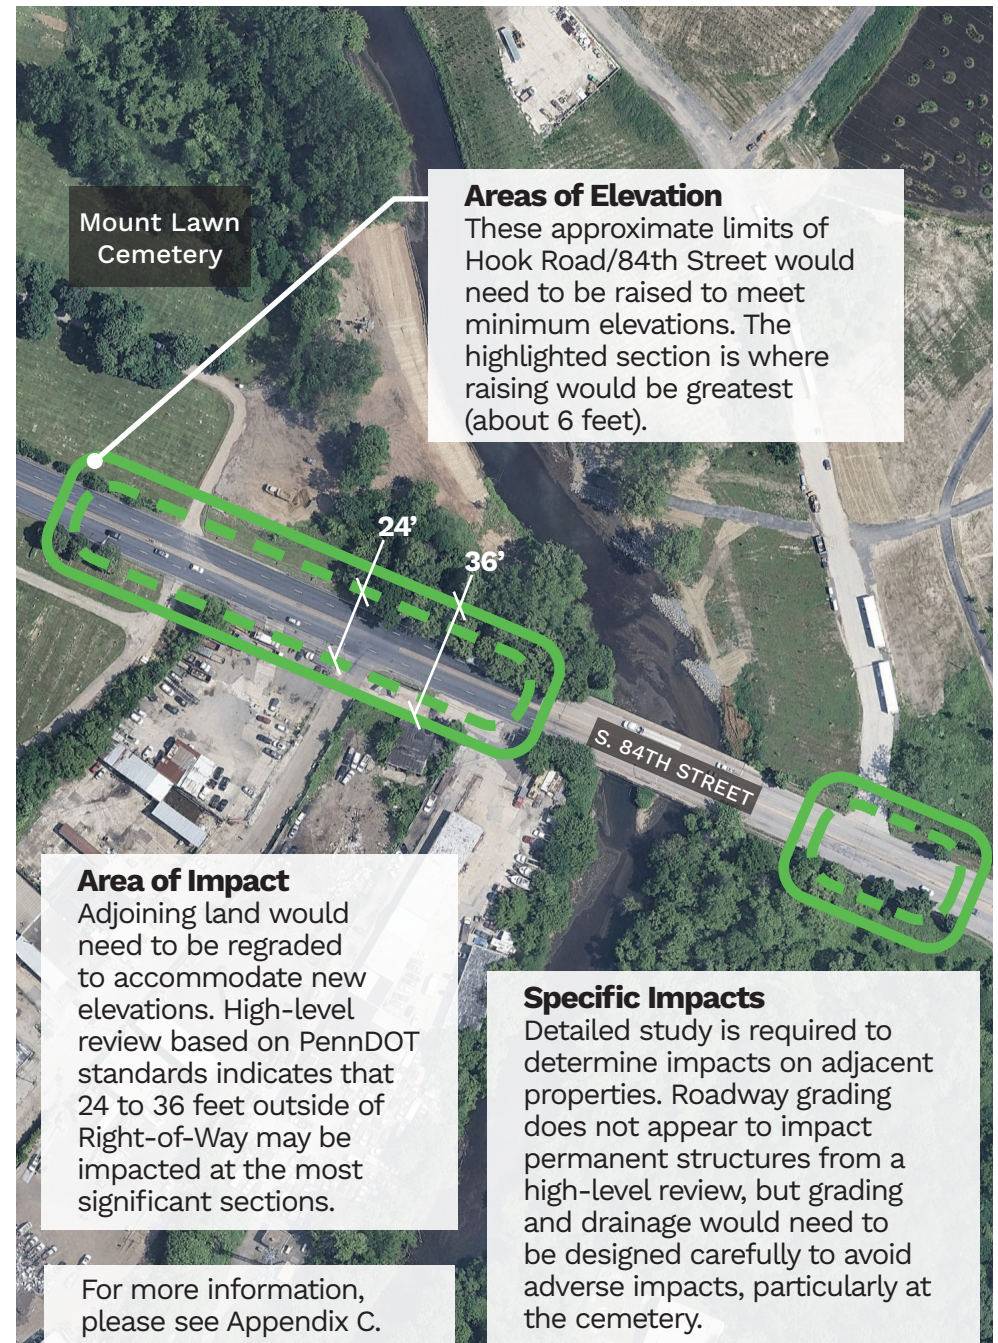 Mount Lawn
Cemetery
Areas of Elevation
These approximate limits of
Hook Road/84th Street would
need to be raised to meet
minimum elevations. The
highlighted section is where
raising would be greatest
(about 6 feet).
24’
36’
S. 84TH STREET
Area of Impact
Adjoining land would
need to be regraded
to accommodate new
elevations. High-level
review based on PennDOT
standards indicates that
24 to 36 feet outside of
Right-of-Way may be
impacted at the most
significant sections.
Specific Impacts
Detailed study is required to
determine impacts on adjacent
properties. Roadway grading
does not appear to impact
permanent structures from a
high-level review, but grading
and drainage would need to
be designed carefully to avoid
adverse impacts, particularly at
the cemetery.
For more information,
please see Appendix C.